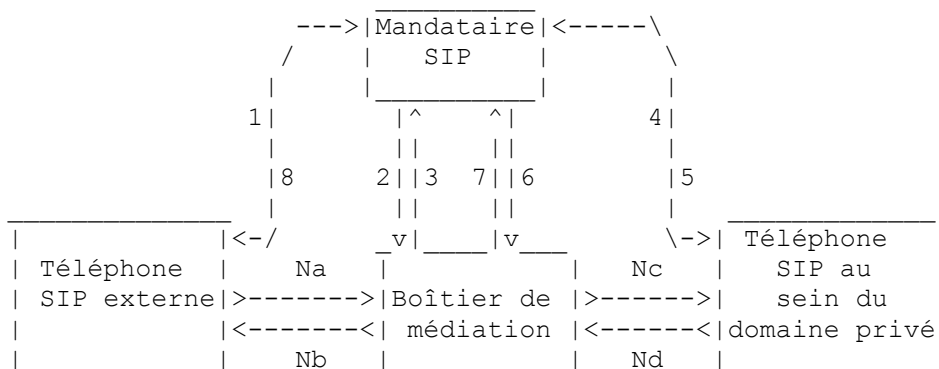 Mandataire
SIP
1 4
8 2 3 7 6 5
Téléphone
Téléphone Na Nc SIP au
SIP externe Boîtier de sein du
médiation domaine privé
Nb Nd